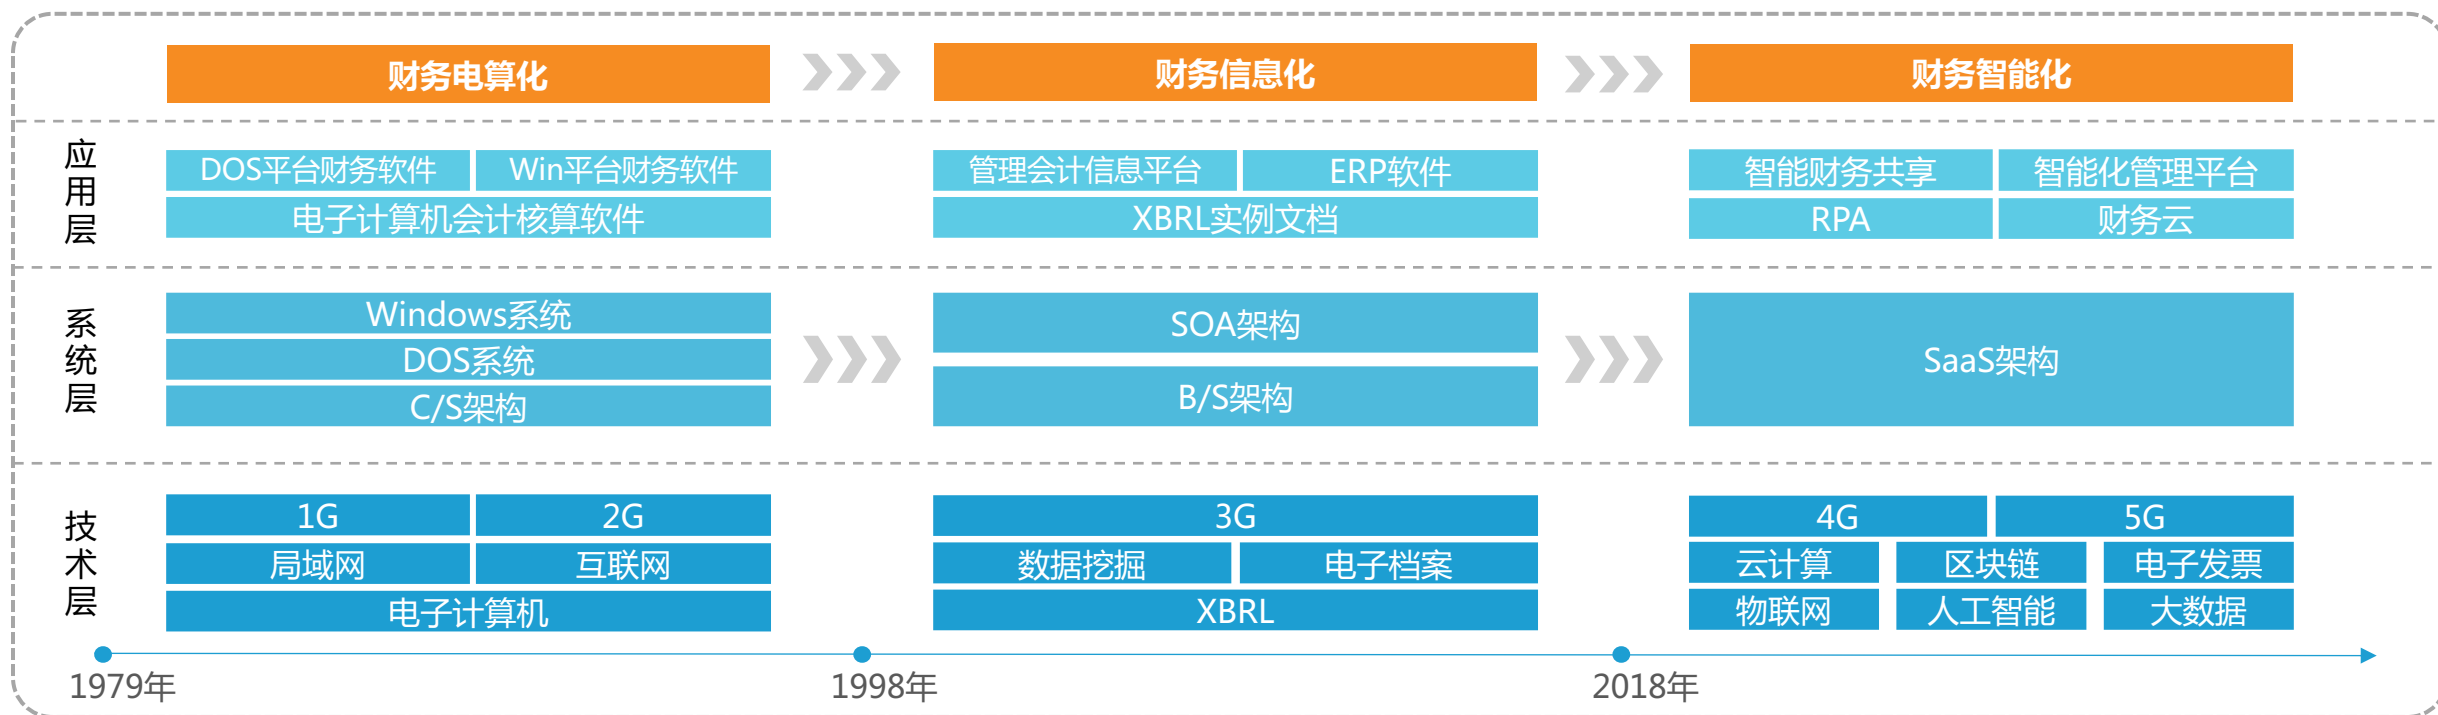 财务电算化
财务信息化
财务智能化
应用层
DOS平台财务软件
Win平台财务软件
管理会计信息平台
ERP软件
智能财务共享
智能化管理平台
电子计算机会计核算软件
XBRL实例文档
RPA
财务云
系统层
Windows系统
DOS系统
C/S架构
SOA架构
B/S架构
SaaS架构
技术层
1G
2G
3G
4G
5G
局域网
互联网
数据挖掘
电子档案
云计算
区块链
电子发票
电子计算机
XBRL
物联网
人工智能
大数据
1979年
1998年
2018年